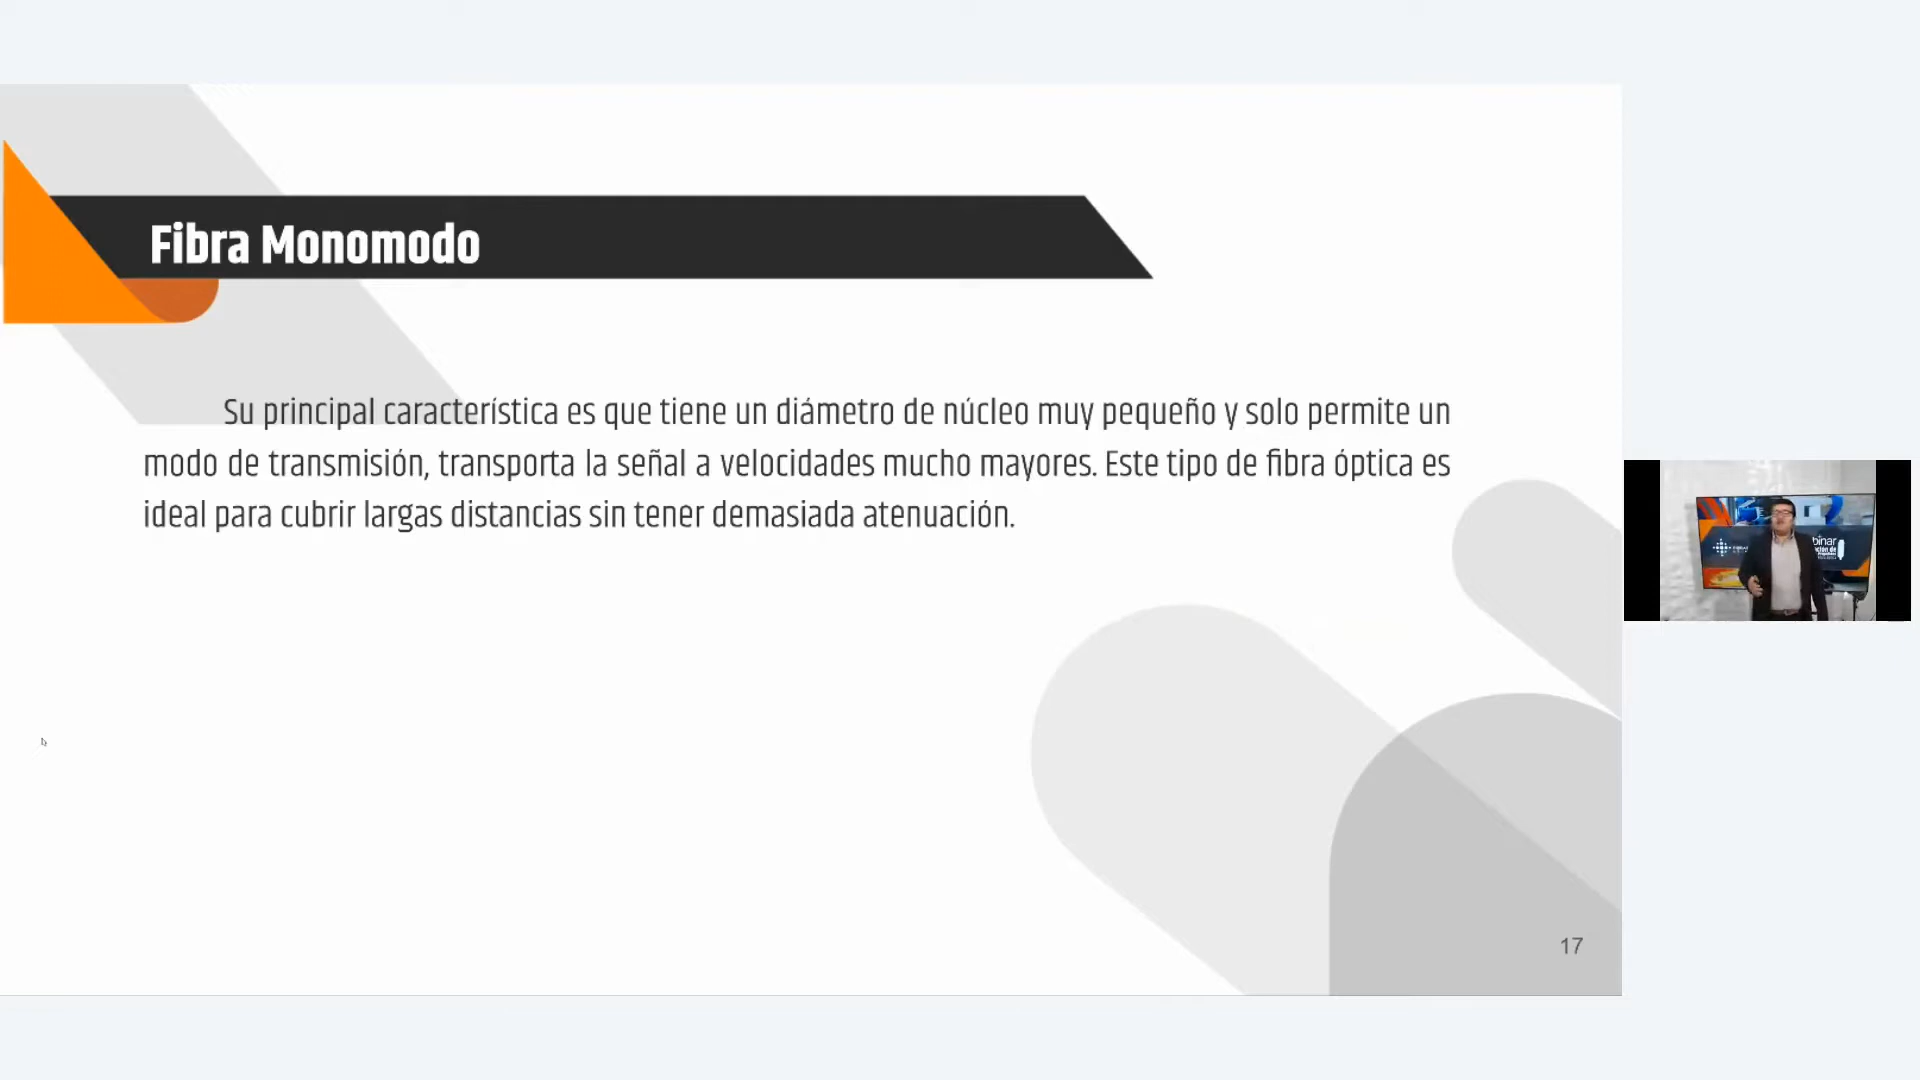 Fibra Monomodo
Su principal característica es que tiene un diámetro de núcleo muy pequeño y solo permite un
modo de transmisión, transporta la señal a velocidades mucho mayores. Este tipo de fibra óptica es
ideal para cubrir largas distancias sin tener demasiada atenuación.
17